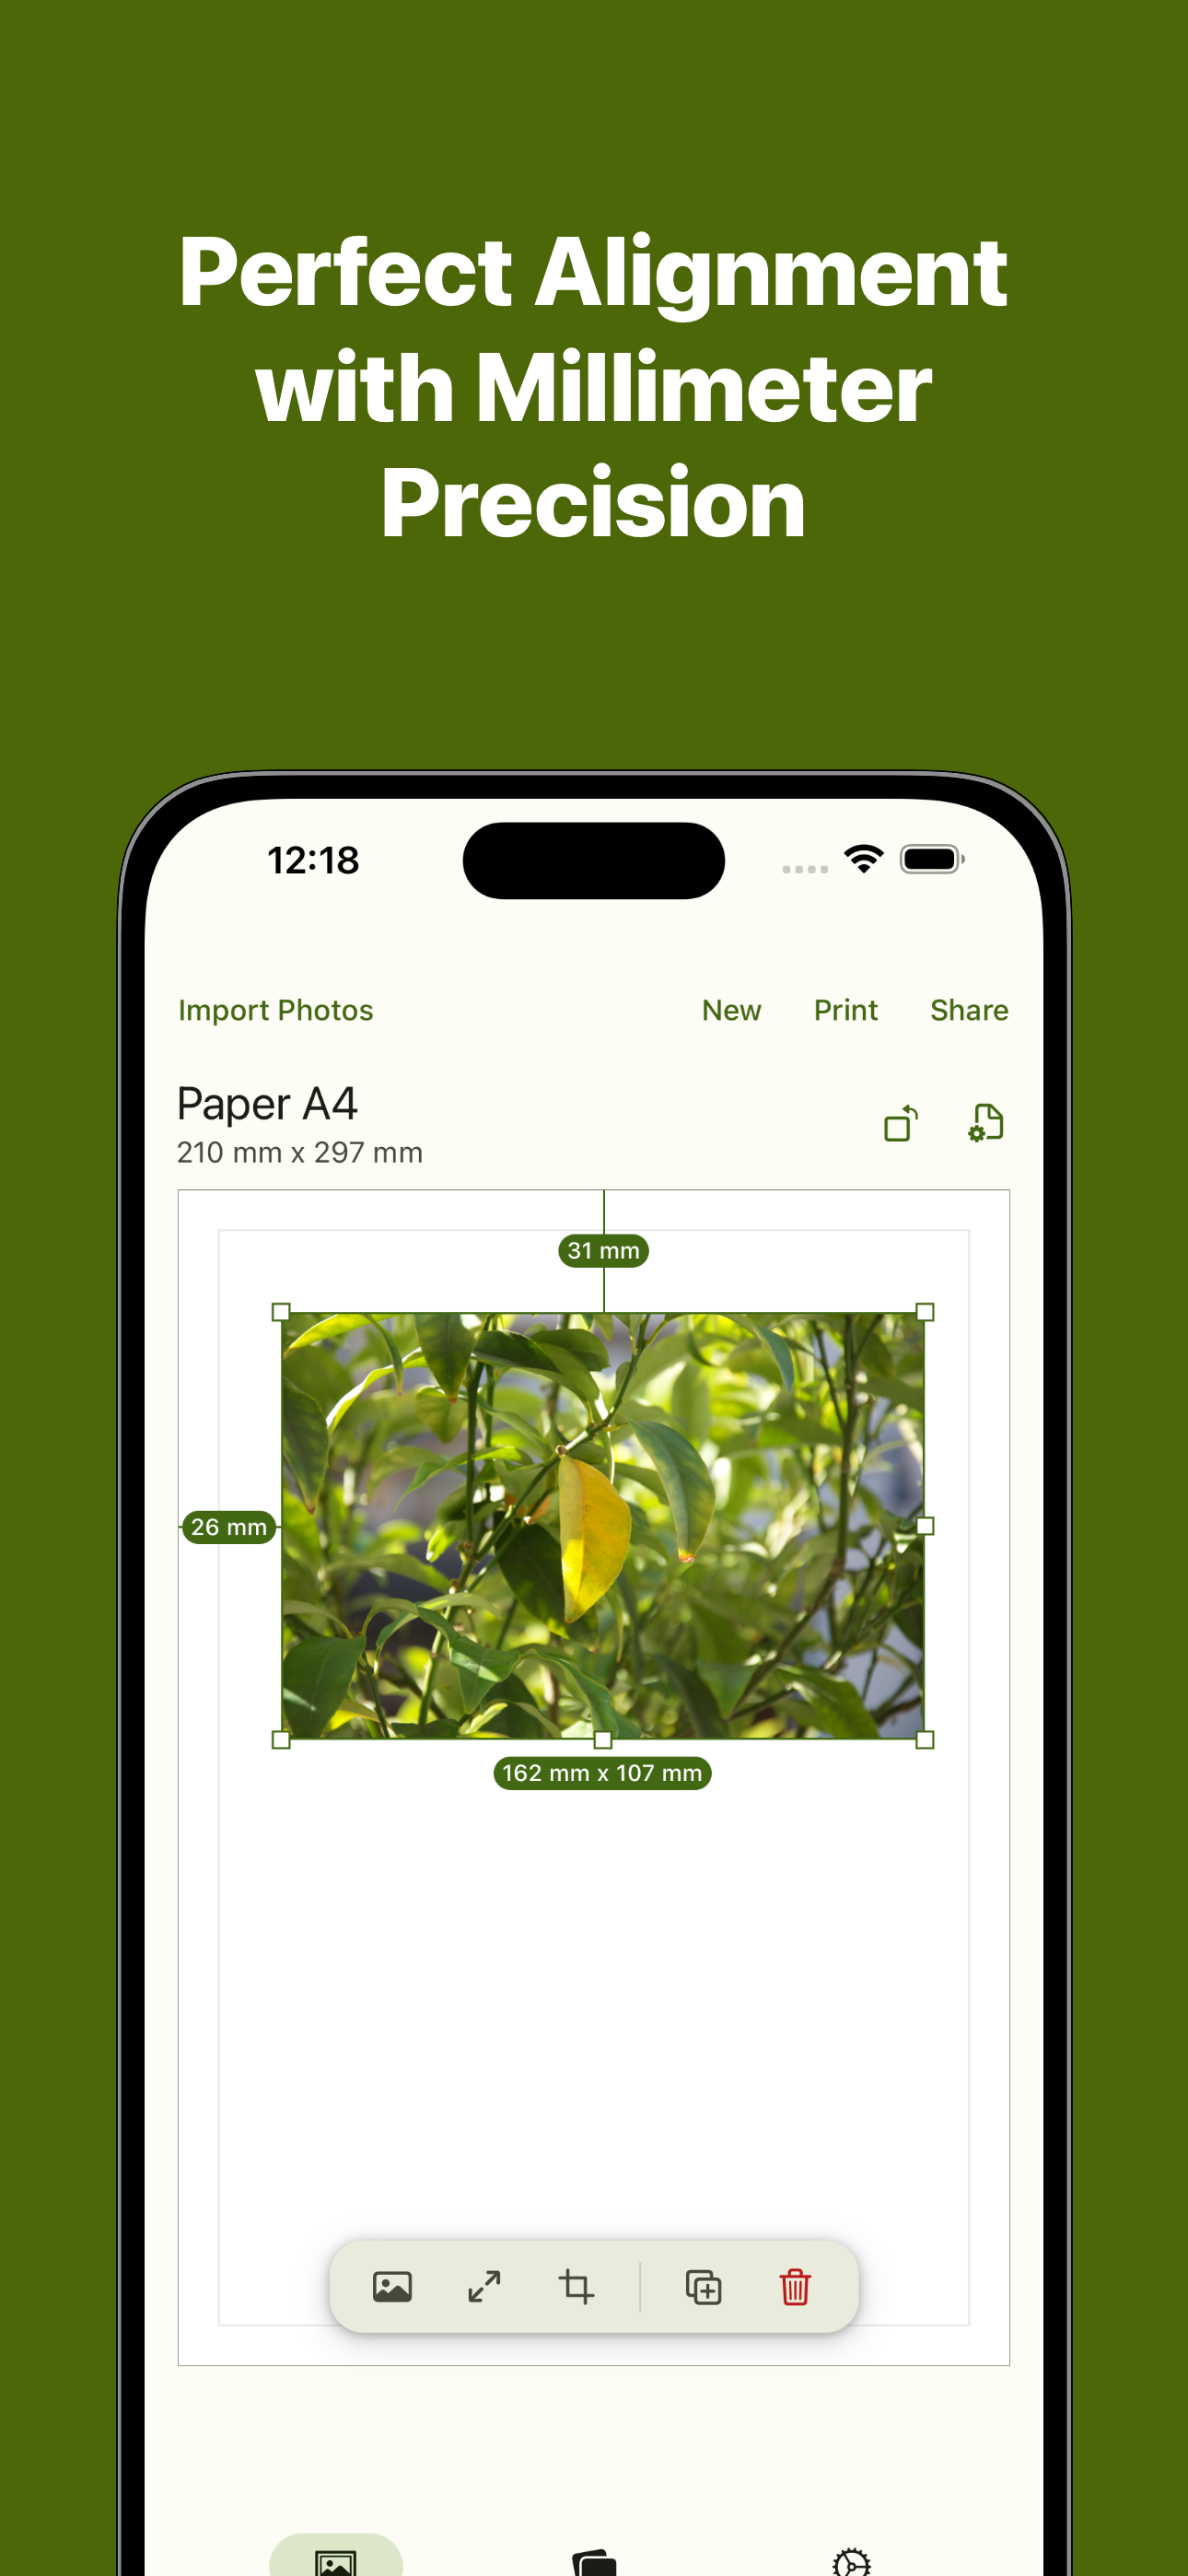 Perfect Alignment
with Millimeter
Precision
12:18
Import Photos New Print Share
Paper A4
210 mm x 297 mm
31 mm
26 mm
162 mm x 107 mm